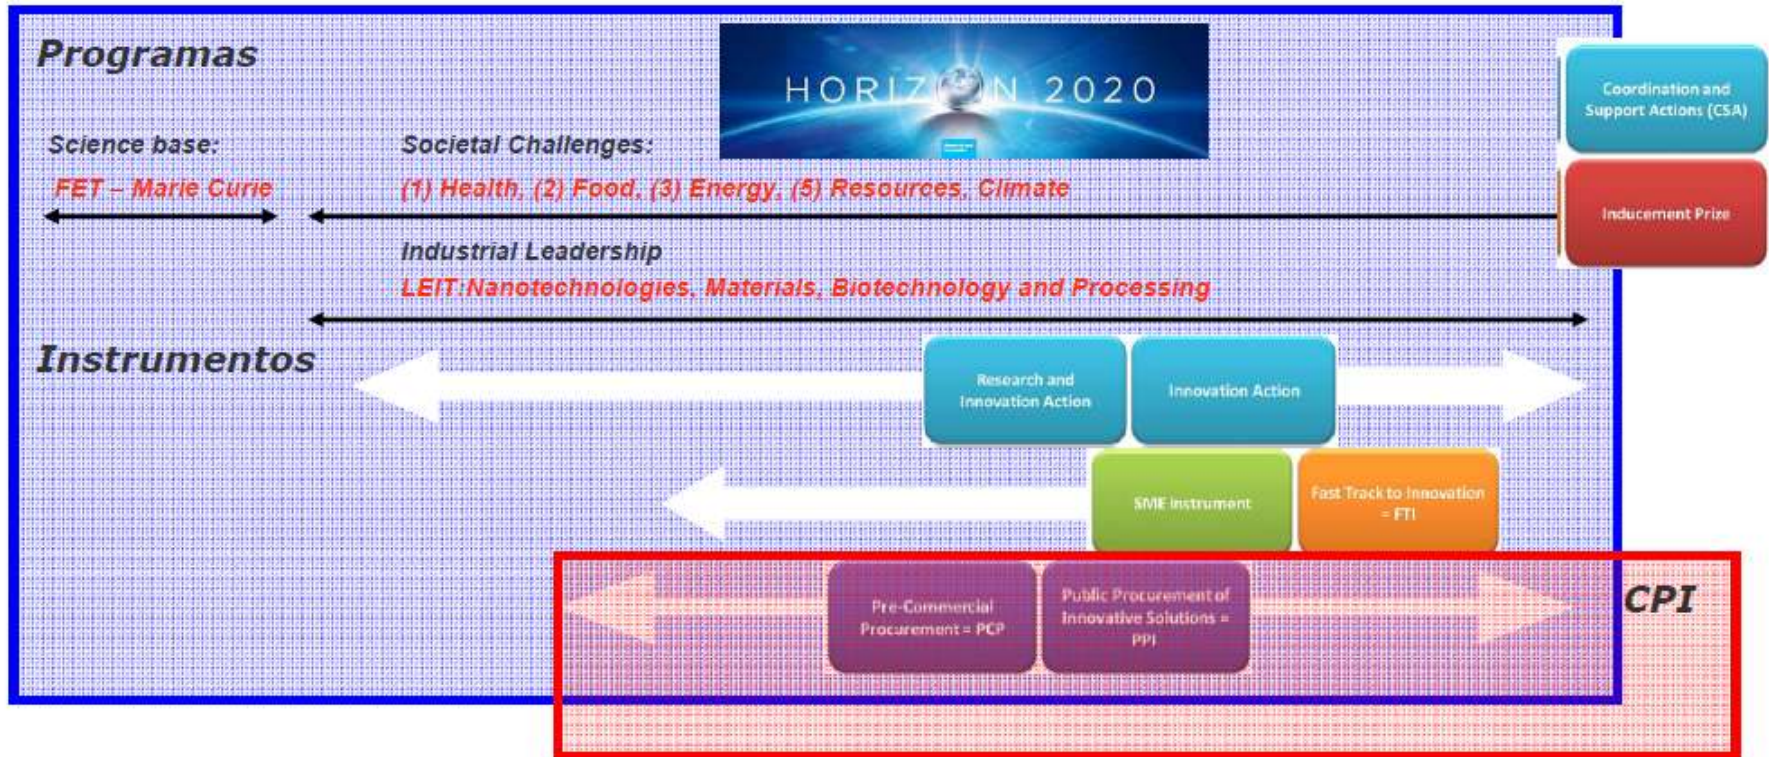 Programas
HORIZON 2020
Coordination and
Support Actions (CSA)
Science base:
Societal Challenges:
FET – Marie Curie
(1) Health, (2) Food, (3) Energy, (5) Resources, Climate
Inducement Prize
Industrial Leadership
LEIT:Nanotechnologies, Materials, Biotechnology and Processing
Instrumentos
Research and
Innovation Action
Innovation Action
SME instrument
Fast Track to Innovation
= FTI
Pre-Commercial
Procurement = PCP
Public Procurement of
Innovative Solutions =
PPI
CPI